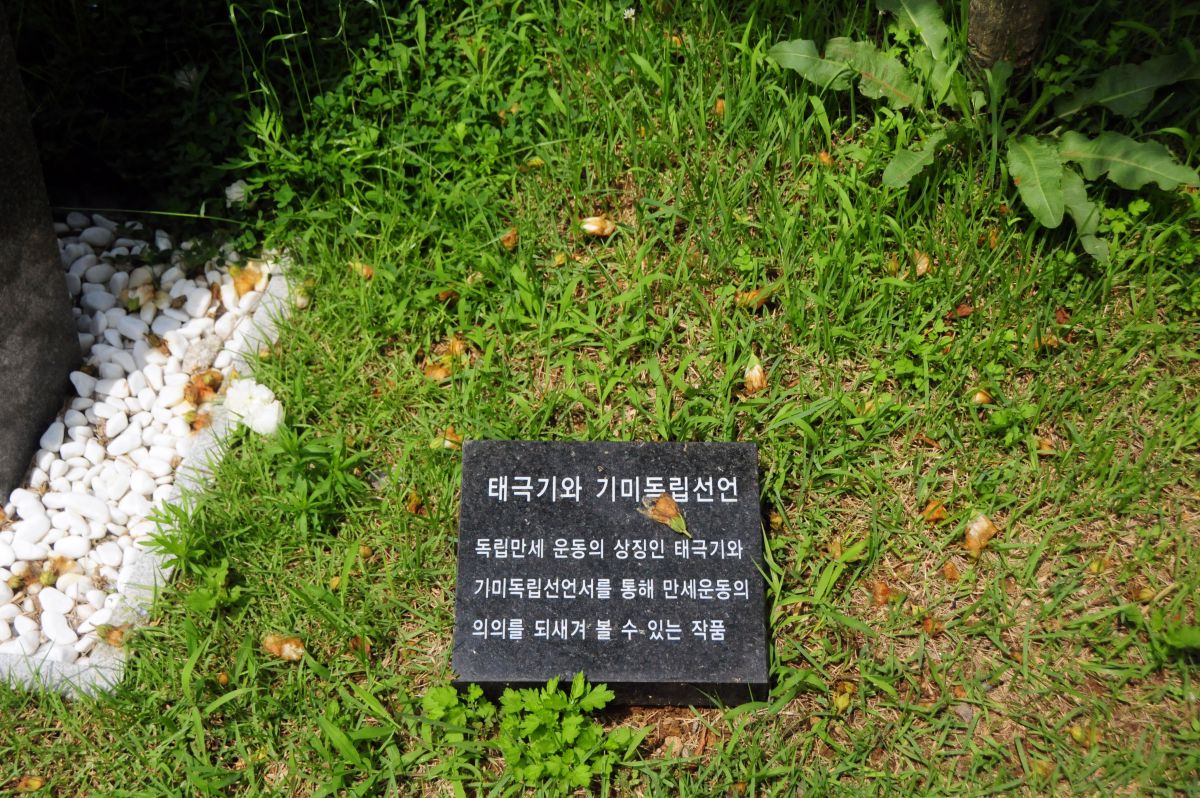 태극기와 기미독립선언
독립만세 운동의 상징인 태극기와
기미독립선언서를 통해 만세운동의
의의를 되새겨 볼 수 있는 작품